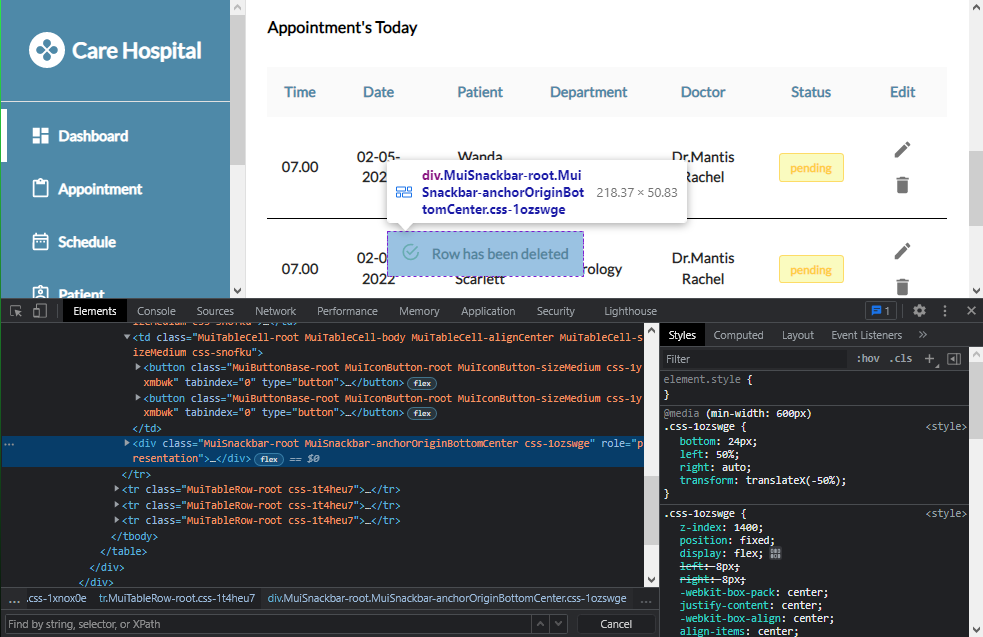 Care Hospital
Dashboard
Appointment
Schedule
Patient
Appointment's Today
Time Date Patient Department Doctor Status Edit
07.00 02-05- Wanda Dr.Mantis pending
202 Rachel
div.MuiSnackbar-root.Mui
Snackbar-anchorOriginBot
tomCenter.css-1ozswge
218.37 × 50.83
Row has been deleted
07.00 02-0 rology Dr.Mantis pending
2022 Scarlett Rachel
Elements Console Sources Network Performance Memory Application Security Lighthouse 1
izeMedium css-snofku">…</td>
<td class="MuiTableCell-root MuiTableCell-body MuiTableCell-alignCenter MuiTableCell-s
izeMedium css-snofku">
<button class="MuiButtonBase-root MuiIconButton-root MuiIconButton-sizeMedium css-1y
xmbwk" tabindex="0" type="button">…</button> flex
<button class="MuiButtonBase-root MuiIconButton-root MuiIconButton-sizeMedium css-1y
xmbwk" tabindex="0" type="button">…</button> flex
</td>
… <div class="MuiSnackbar-root MuiSnackbar-anchorOriginBottomCenter css-1ozswge" role="p
resentation">…</div> flex == $0
</tr>
<tr class="MuiTableRow-root css-1t4heu7">…</tr>
<tr class="MuiTableRow-root css-1t4heu7">…</tr>
<tr class="MuiTableRow-root css-1t4heu7">…</tr>
</tbody>
</table>
</div>
</div>
… .css-1xnox0e tr.MuiTableRow-root.css-1t4heu7 div.MuiSnackbar-root.MuiSnackbar-anchorOriginBottomCenter.css-1ozswge …
Find by string, selector, or XPath Cancel
Styles Computed Layout Event Listeners »
Filter :hov .cls +
element.style {
}
@media (min-width: 600px)
.css-1ozswge { <style>
bottom: 24px;
left: 50%;
right: auto;
transform: translateX(-50%);
}
.css-1ozswge { <style>
z-index: 1400;
position: fixed;
display: flex;
left: 8px;
right: 8px;
-webkit-box-pack: center;
justify-content: center;
-webkit-box-align: center;
align-items: center;